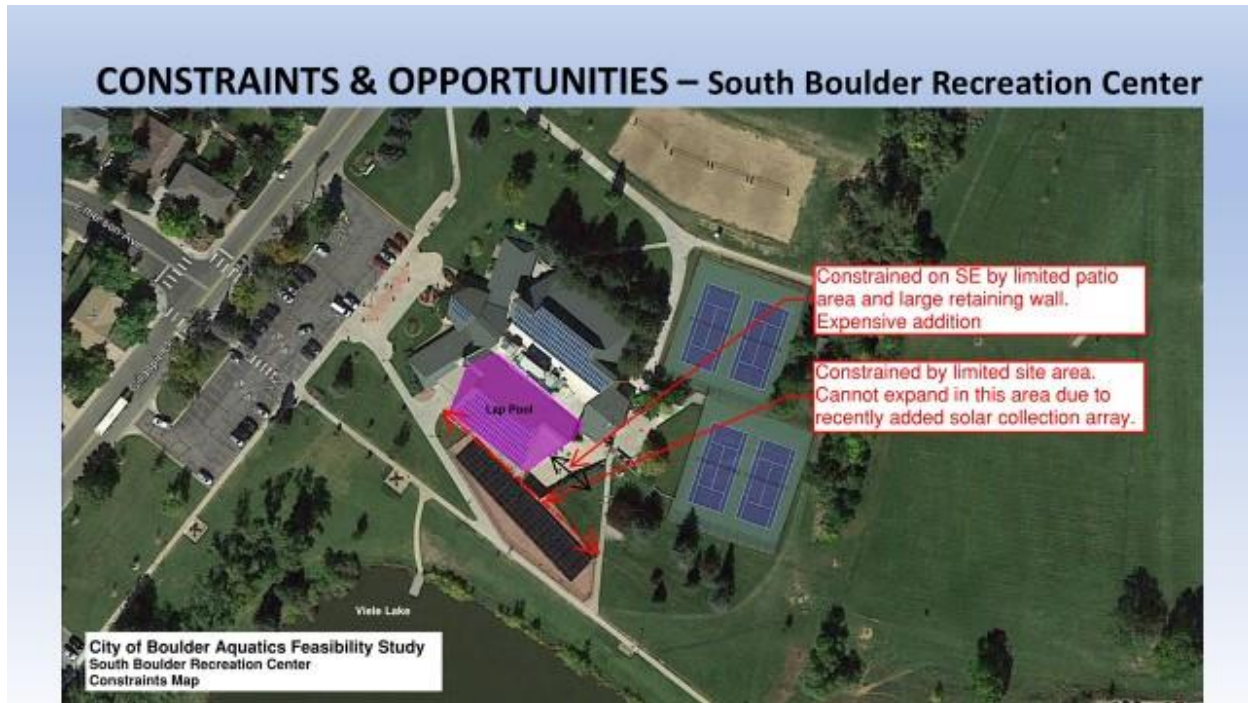 CONSTRAINTS & OPPORTUNITIES – South Boulder Recreation Center
Emerson Ave
Constrained on SE by limited patio
area and large retaining wall.
Expensive addition
Constrained by limited site area.
Cannot expand in this area due to
recently added solar collection array.
Lap Pool
Viele Lake
City of Boulder Aquatics Feasibility Study
South Boulder Recreation Center
Constraints Map